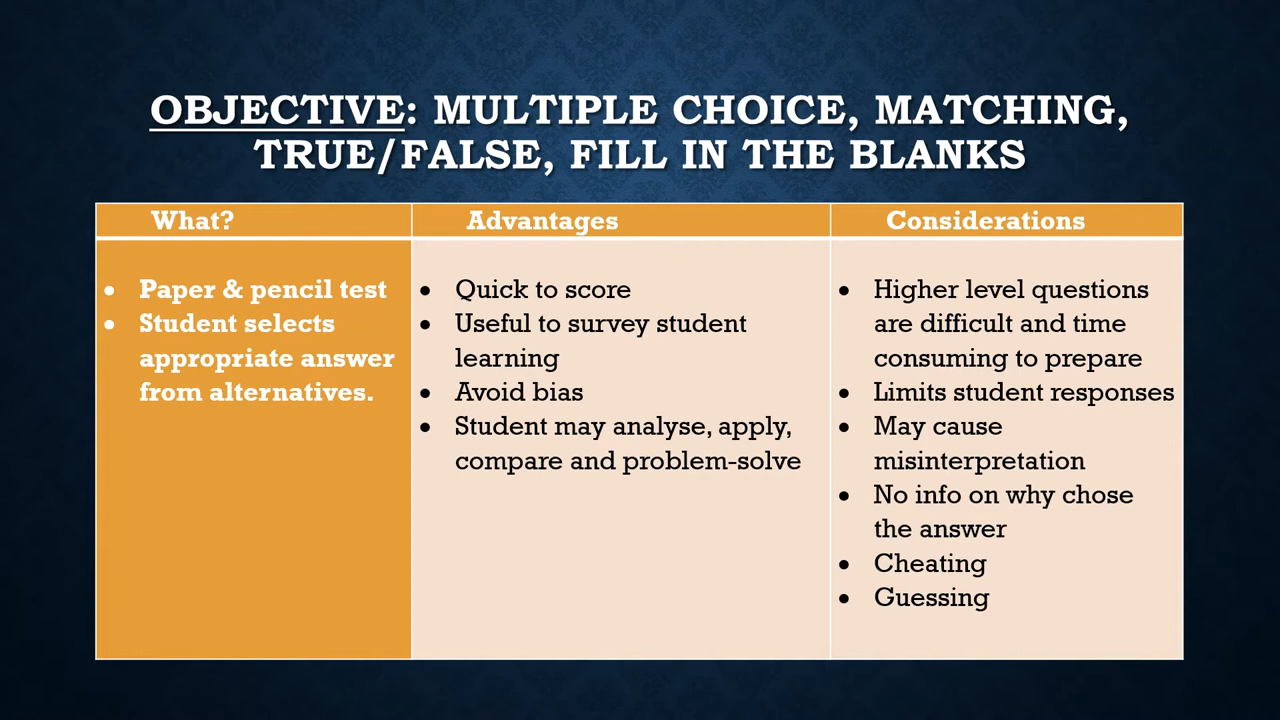 OBJECTIVE: MULTIPLE CHOICE, MATCHING,
TRUE/FALSE, FILL IN THE BLANKS
What?
Advantages
Considerations
• Paper & pencil test
• Student selects
appropriate answer
from alternatives.
• Quick to score
• Useful to survey student
learning
• Avoid bias
• Student may analyse, apply,
compare and problem-solve
• Higher level questions
are difficult and time
consuming to prepare
• Limits student responses
• May cause
misinterpretation
• No info on why chose
the answer
• Cheating
• Guessing